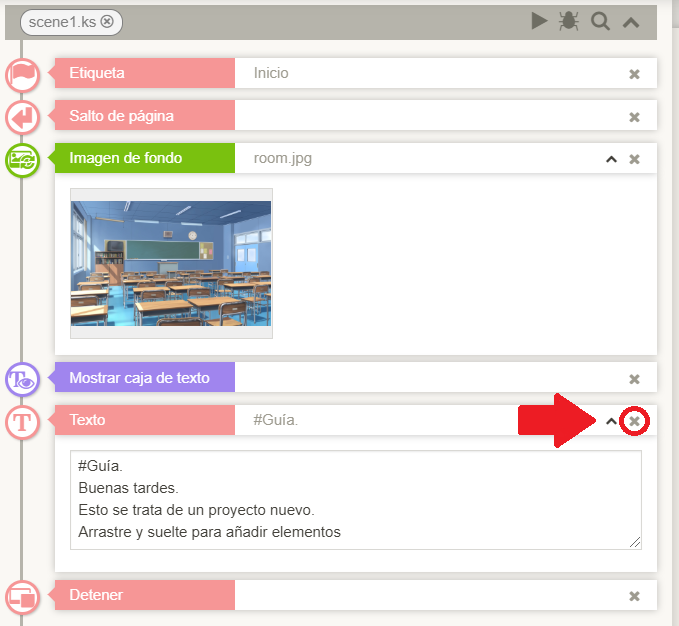 scene1.ks
Etiqueta
Inicio
Salto de página
Imagen de fondo
room.jpg
Mostrar caja de texto
Texto
#Guía.
#Guía.
Buenas tardes.
Esto se trata de un proyecto nuevo.
Arrastre y suelte para añadir elementos
Detener